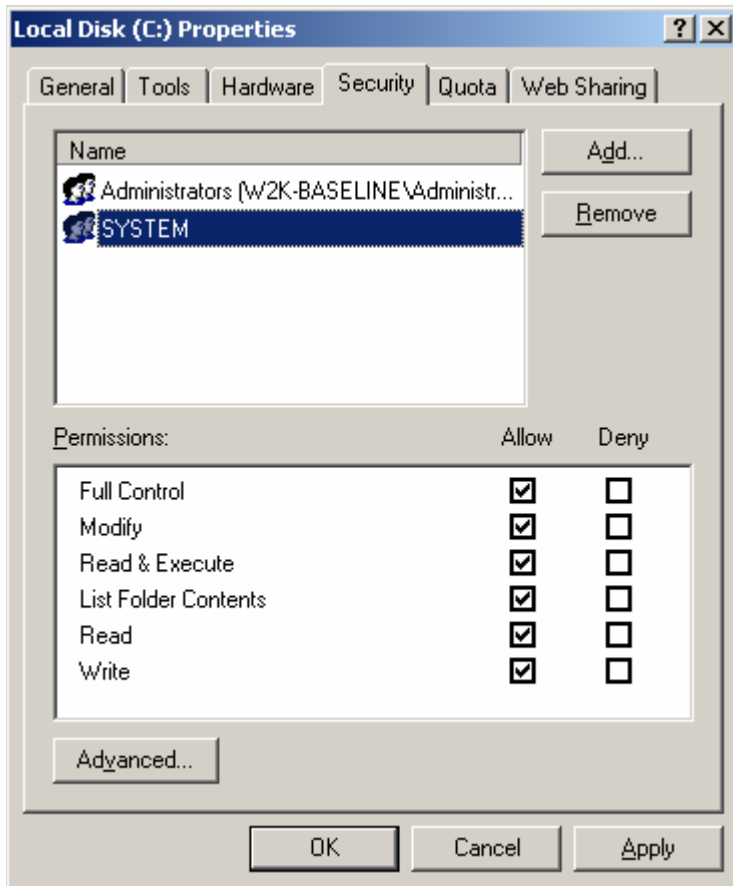 Local Disk (C:) Properties
General Tools Hardware Security Quota Web Sharing
Name
Add...
Administrators (W2K-BASELINE\Administr...
Remove
SYSTEM
Permissions: Allow Deny
Full Control
Modify
Read & Execute
List Folder Contents
Read
Write
Advanced...
OK Cancel Apply